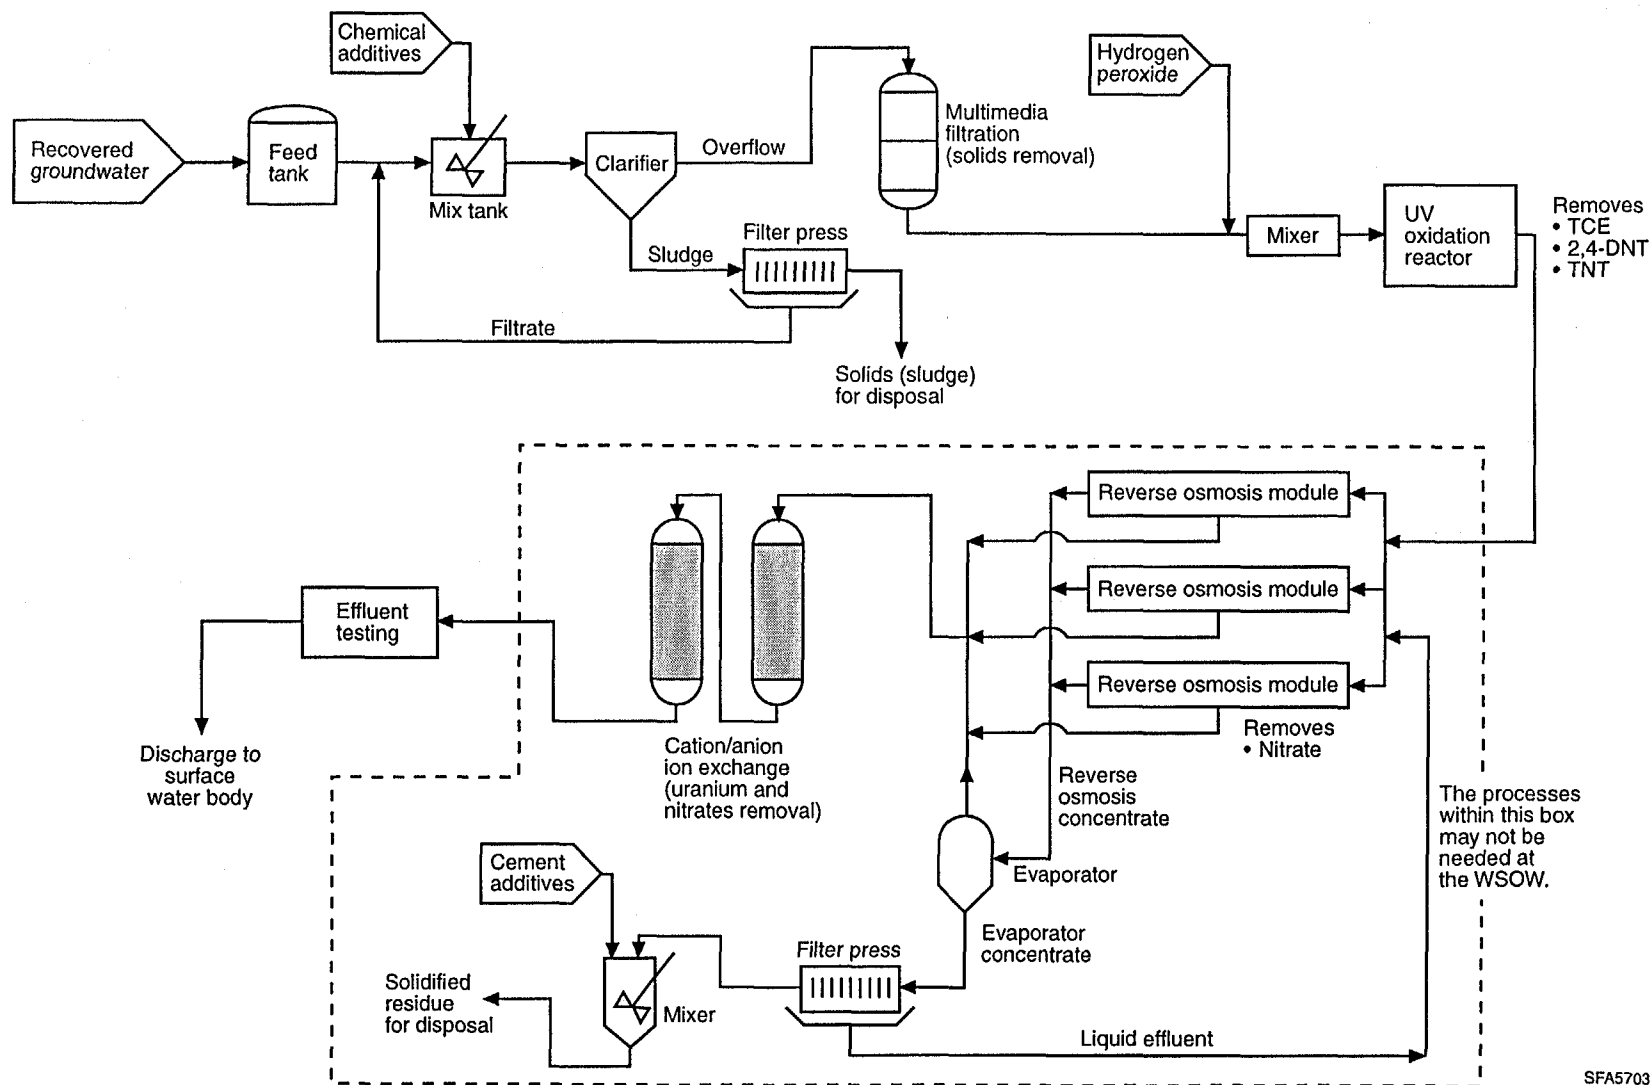 Chemical
additives
Recovered
groundwater
Feed
tank
Mix tank
Clarifier
Overflow
Sludge
Filter press
Filtrate
Solids (sludge)
for disposal
Multimedia
filtration
(solids removal)
Hydrogen
peroxide
Mixer
UV
oxidation
reactor
Removes
• TCE
• 2,4-DNT
• TNT
Reverse osmosis module
Reverse osmosis module
Reverse osmosis module
Removes
• Nitrate
Effluent
testing
Discharge to
surface
water body
Cation/anion
ion exchange
(uranium and
nitrates removal)
Reverse
osmosis
concentrate
The processes
within this box
may not be
needed at
the WSOW.
Evaporator
Cement
additives
Evaporator
concentrate
Filter press
Solidified
residue
for disposal
Mixer
Liquid effluent
SFA5703